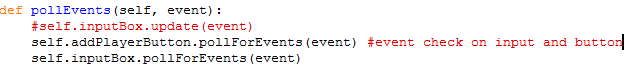 def pollEvents(self, event):
    #self.inputBox.update(event)
    self.addPlayerButton.pollForEvents(event) #event check on input and button
    self.inputBox.pollForEvents(event)